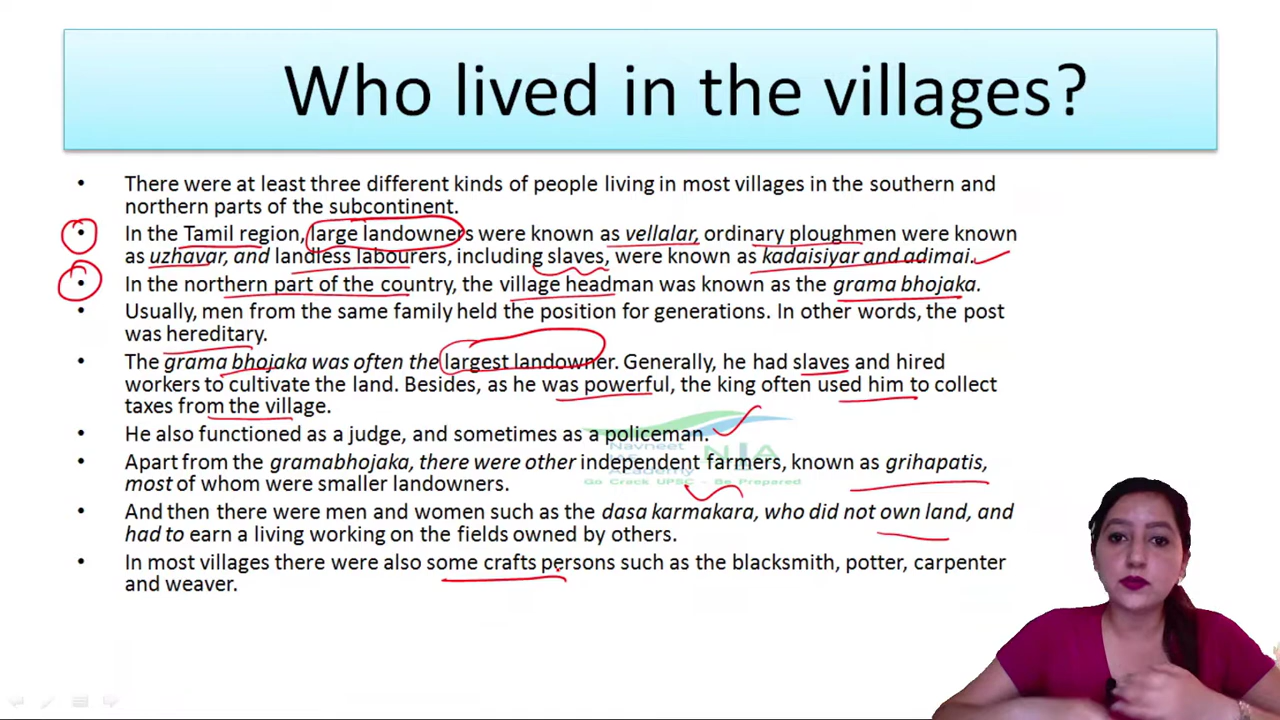 Who lived in the villages?
• There were at least three different kinds of people living in most villages in the southern and
northern parts of the subcontinent.
• In the Tamil region, large landowners were known as vellalar, ordinary ploughmen were known
as uzhavar, and landless labourers, including slaves, were known as kadaisiyar and adimai.
• In the northern part of the country, the village headman was known as the grama bhojaka.
• Usually, men from the same family held the position for generations. In other words, the post
was hereditary.
• The grama bhojaka was often the largest landowner. Generally, he had slaves and hired
workers to cultivate the land. Besides, as he was powerful, the king often used him to collect
taxes from the village.
• He also functioned as a judge, and sometimes as a policeman.
• Apart from the gramabhojaka, there were other independent farmers, known as grihapatis,
most of whom were smaller landowners.
• And then there were men and women such as the dasa karmakara, who did not own land, and
had to earn a living working on the fields owned by others.
• In most villages there were also some crafts persons such as the blacksmith, potter, carpenter
and weaver.
Navneet
Academy
Go Crack UPSC - Be Prepared